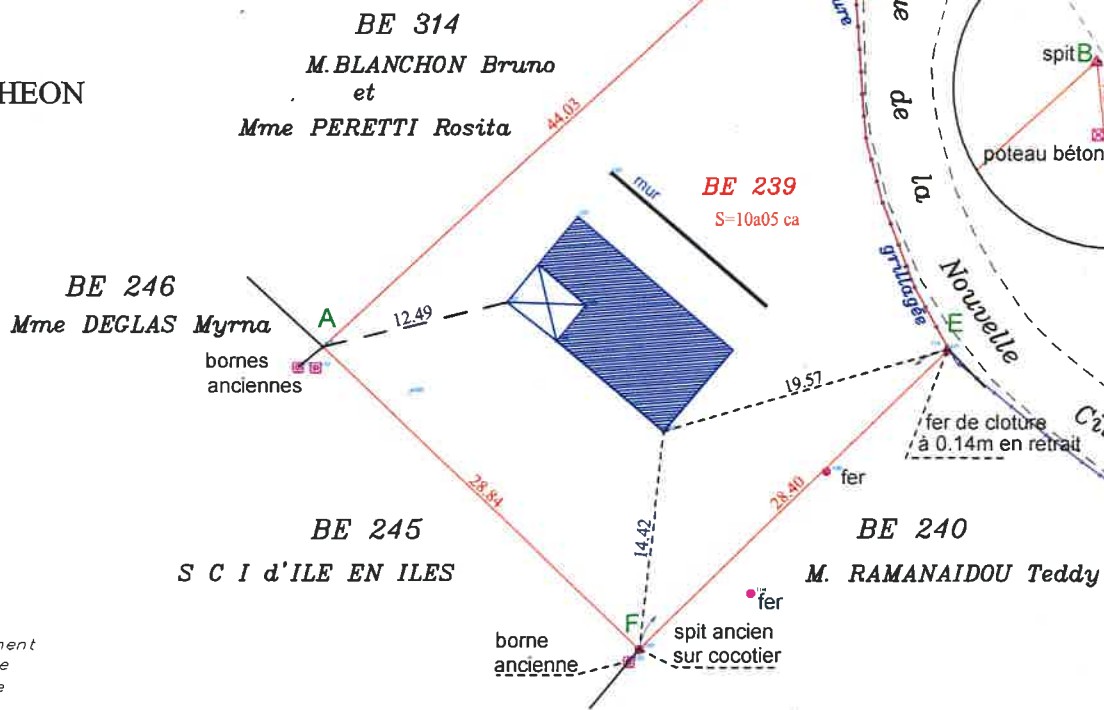 BE 314
M.BLANCHON Bruno
et
Mme PERETTI Rosita
HEON
44.03
mur
BE 239
S=10a05 ca
ure
ue
de
la
Nouvelle
spit B
poteau béton
grillagée
BE 246
Mme DEGLAS Myrna
A
bornes
anciennes
12.49
E
19.57
fer de cloture
à 0.14m en retrait
fer
28.84
28.40
14.42
BE 245
S C I d'ILE EN ILES
BE 240
M. RAMANAIDOU Teddy
fer
F
borne
ancienne
spit ancien
sur cocotier